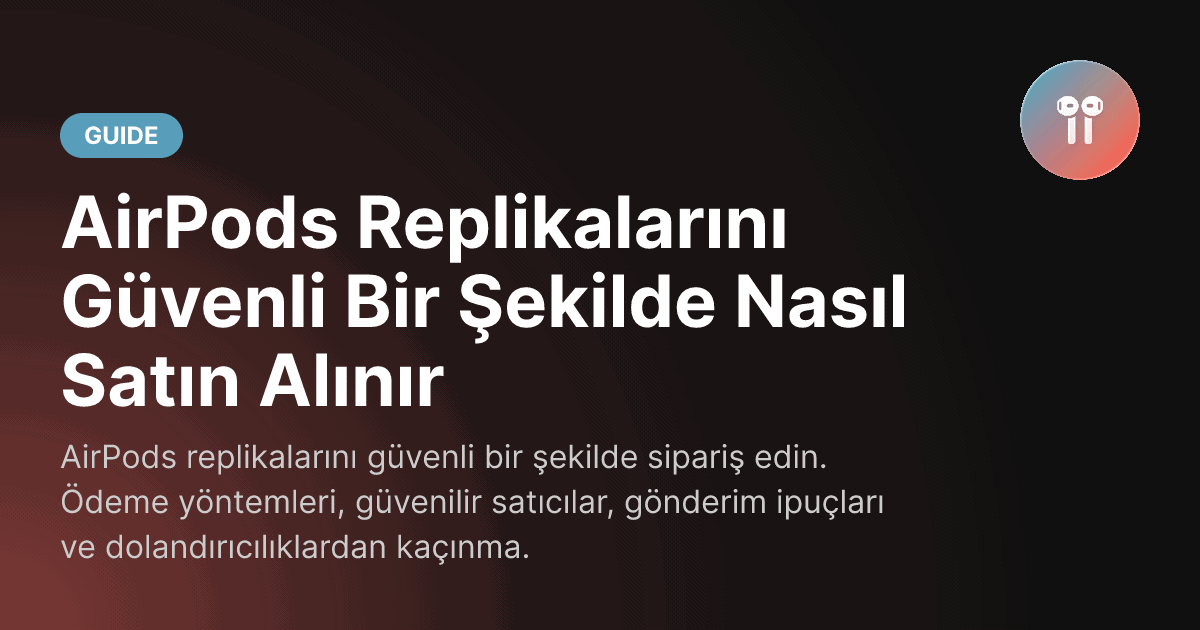 GUIDE
AirPods Replikalarını
Güvenli Bir Şekilde Nasıl
Satın Alınır
AirPods replikalarını güvenli bir şekilde sipariş edin.
Ödeme yöntemleri, güvenilir satıcılar, gönderim ipuçları
ve dolandırıcılıklardan kaçınma.